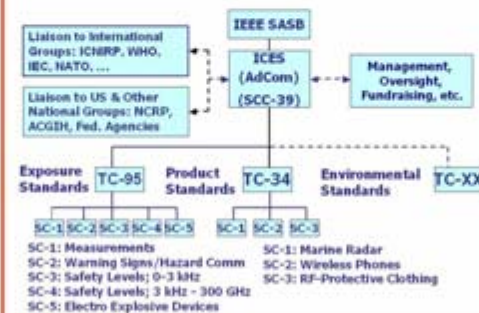 IEEE SASB
Liaison to International
Groups: ICNIRP, WHO,
IEC, NATO, ...
ICES
(AdCom)
(SCC-39)
Management,
Oversight,
Fundraising, etc.
Liaison to US & Other
National Groups: NCRP,
ACGIH, Fed. Agencies
Exposure
Standards
TC-95
Product
Standards
TC-34
Environmental
Standards
TC-XX
SC-1 SC-2 SC-3 SC-4 SC-5
SC-1 SC-2 SC-3
SC-1: Measurements
SC-2: Warning Signs/Hazard Comm
SC-3: Safety Levels; 0-3 kHz
SC-4: Safety Levels; 3 kHz - 300 GHz
SC-5: Electro Explosive Devices
SC-1: Marine Radar
SC-2: Wireless Phones
SC-3: RF-Protective Clothing